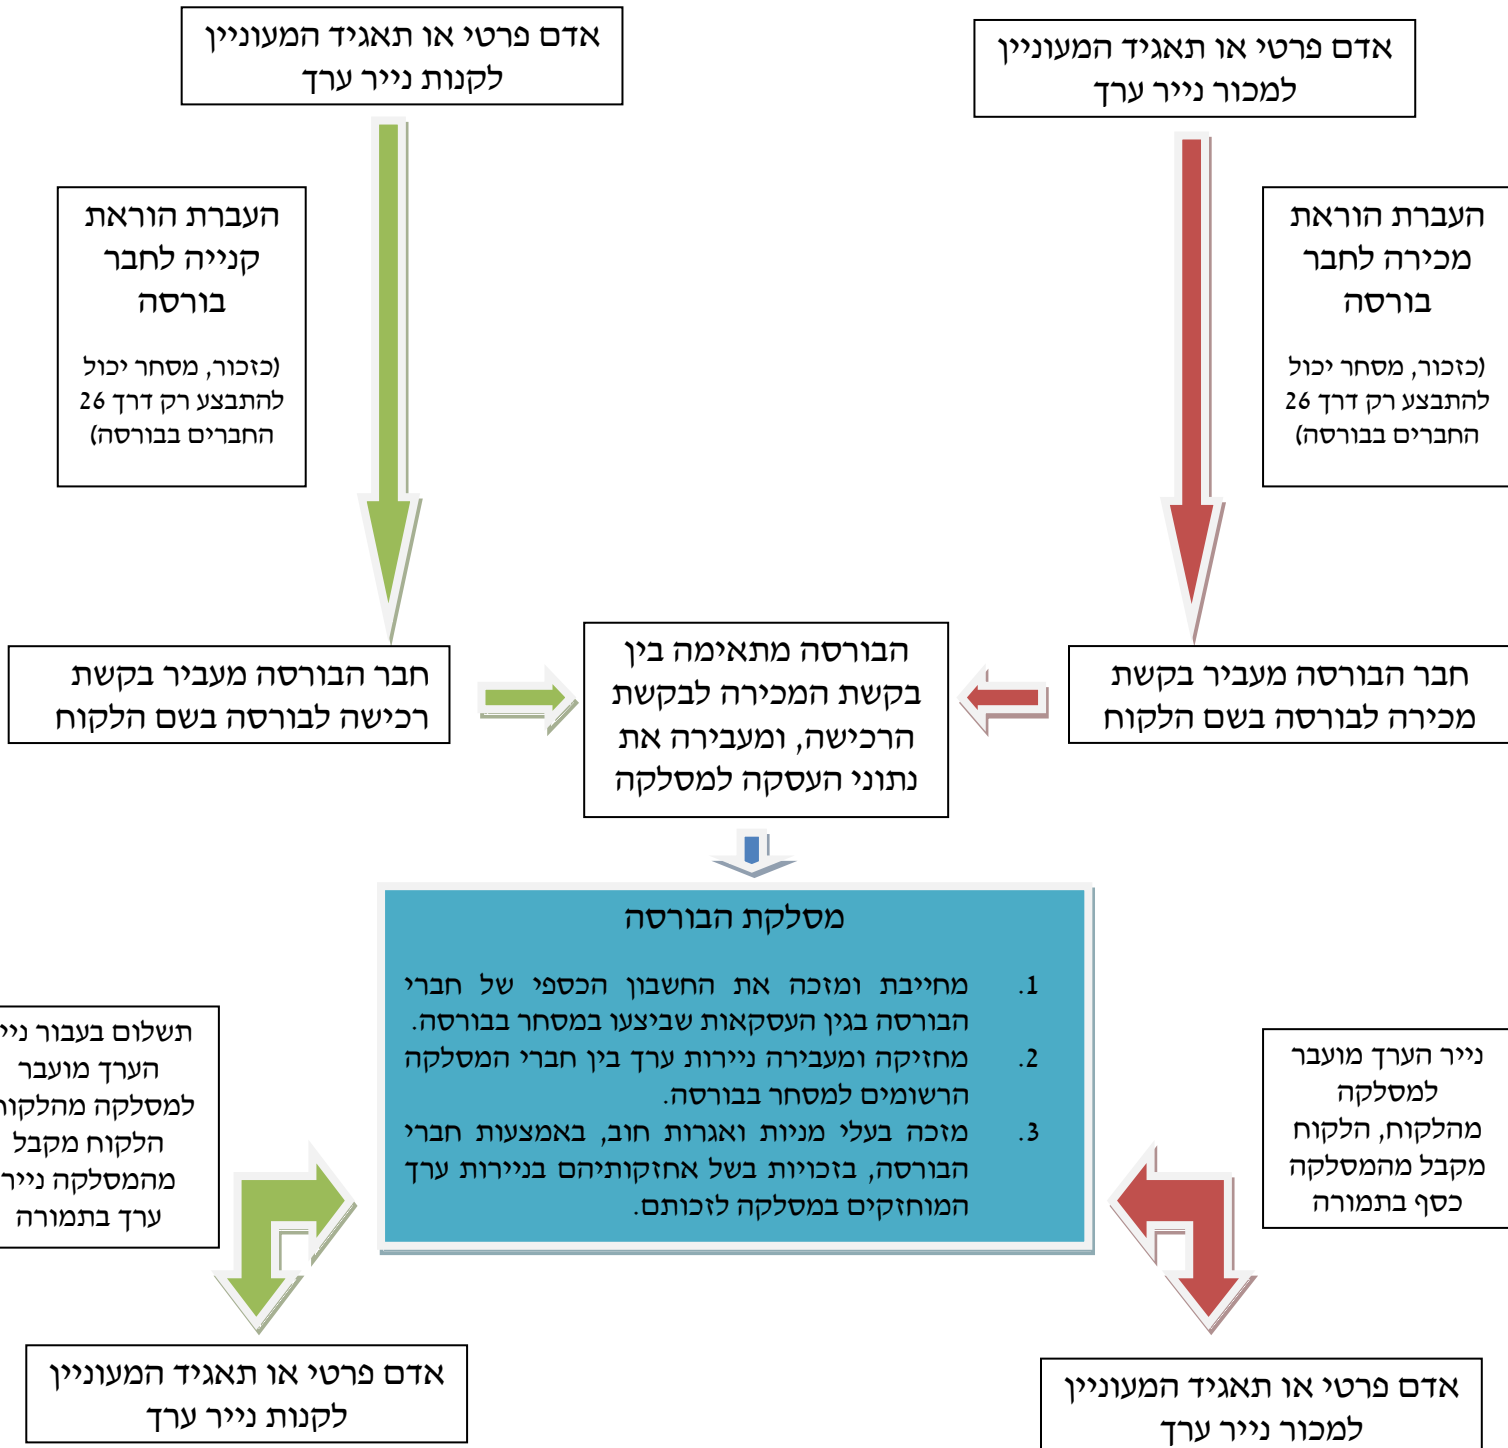 אדם פרטי או תאגיד המעוניין
למכור נייר ערך
אדם פרטי או תאגיד המעוניין
לקנות נייר ערך
העברת הוראת
מכירה לחבר
בורסה
(כזכור, מסחר יכול
להתבצע רק דרך 26
החברים בבורסה)
העברת הוראת
קנייה לחבר
בורסה
(כזכור, מסחר יכול
להתבצע רק דרך 26
החברים בבורסה)
חבר הבורסה מעביר בקשת
מכירה לבורסה בשם הלקוח
הבורסה מתאימה בין
בקשת המכירה לבקשת
הרכישה, ומעבירה את
נתוני העסקה למסלקה
חבר הבורסה מעביר בקשת
רכישה לבורסה בשם הלקוח
מסלקת הבורסה
1. מחייבת ומזכה את החשבון הכספי של חברי
הבורסה בגין העסקאות שביצעו במסחר בבורסה.
2. מחזיקה ומעבירה ניירות ערך בין חברי המסלקה
הרשומים למסחר בבורסה.
3. מזכה בעלי מניות ואגרות חוב, באמצעות חברי
הבורסה, בזכויות בשל אחזקותיהם בניירות ערך
המוחזקים במסלקה לזכותם.
נייר הערך מועבר
למסלקה
מהלקוח, הלקוח
מקבל מהמסלקה
כסף בתמורה
תשלום בעבור
הערך מועבר
למסלקה
הלקוח מקבל
מהמסלקה נייר
ערך בתמורה
אדם פרטי או תאגיד המעוניין
למכור נייר ערך
אדם פרטי או תאגיד המעוניין
לקנות נייר ערך